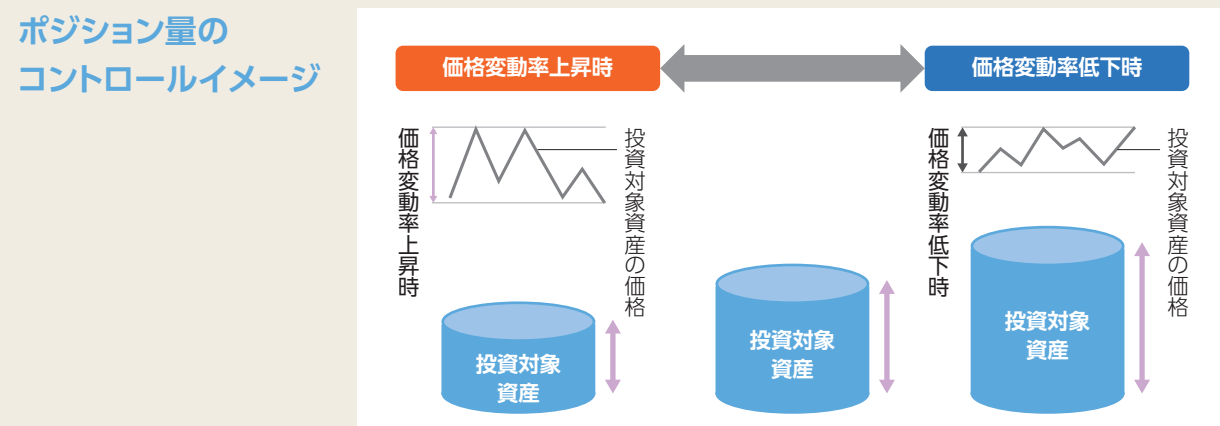 ポジション量の
コントロールイメージ
価格変動率上昇時
価格変動率低下時
価格変動率上昇時
投資対象資産の価格
価格変動率低下時
投資対象資産の価格
投資対象
資産
投資対象
資産
投資対象
資産